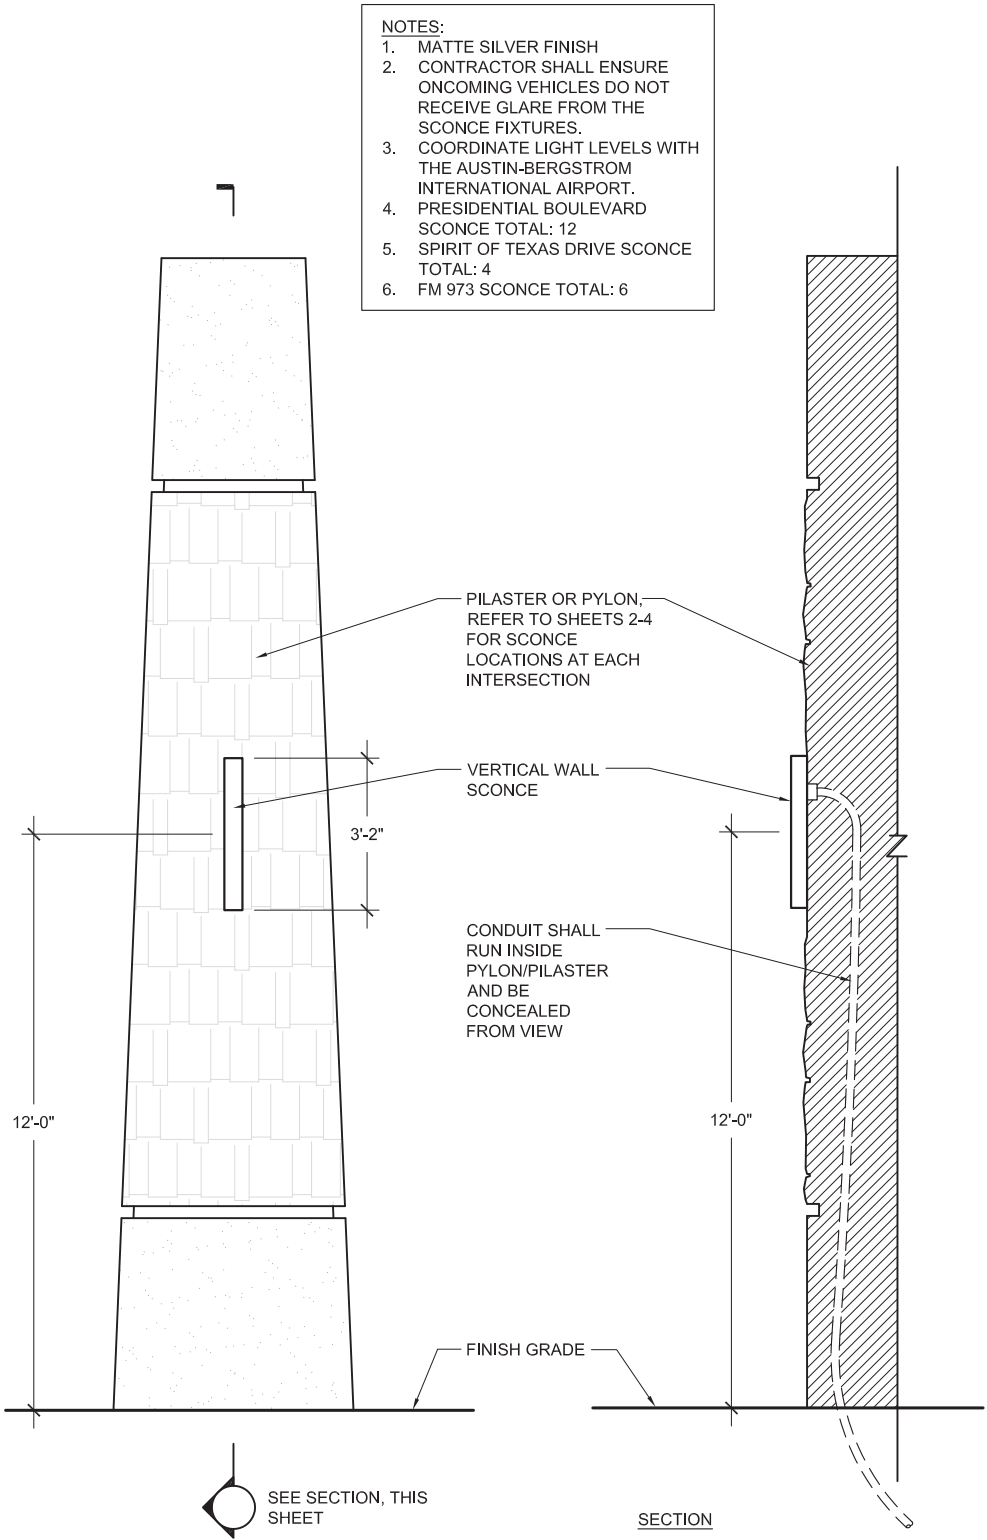 NOTES:
1. MATTE SILVER FINISH
2. CONTRACTOR SHALL ENSURE
ONCOMING VEHICLES DO NOT
RECEIVE GLARE FROM THE
SCONCE FIXTURES.
3. COORDINATE LIGHT LEVELS WITH
THE AUSTIN-BERGSTROM
INTERNATIONAL AIRPORT.
4. PRESIDENTIAL BOULEVARD
SCONCE TOTAL: 12
5. SPIRIT OF TEXAS DRIVE SCONCE
TOTAL: 4
6. FM 973 SCONCE TOTAL: 6
PILASTER OR PYLON,
REFER TO SHEETS 2-4
FOR SCONCE
LOCATIONS AT EACH
INTERSECTION
VERTICAL WALL
SCONCE
3'-2"
CONDUIT SHALL
RUN INSIDE
PYLON/PILASTER
AND BE
CONCEALED
FROM VIEW
12'-0"
12'-0"
FINISH GRADE
SEE SECTION, THIS
SHEET
SECTION